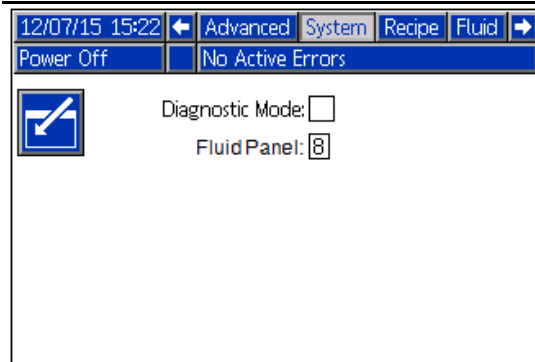 12/07/15 15:22 Advanced System Recipe Fluid
Power Off No Active Errors
Diagnostic Mode:
Fluid Panel: 8